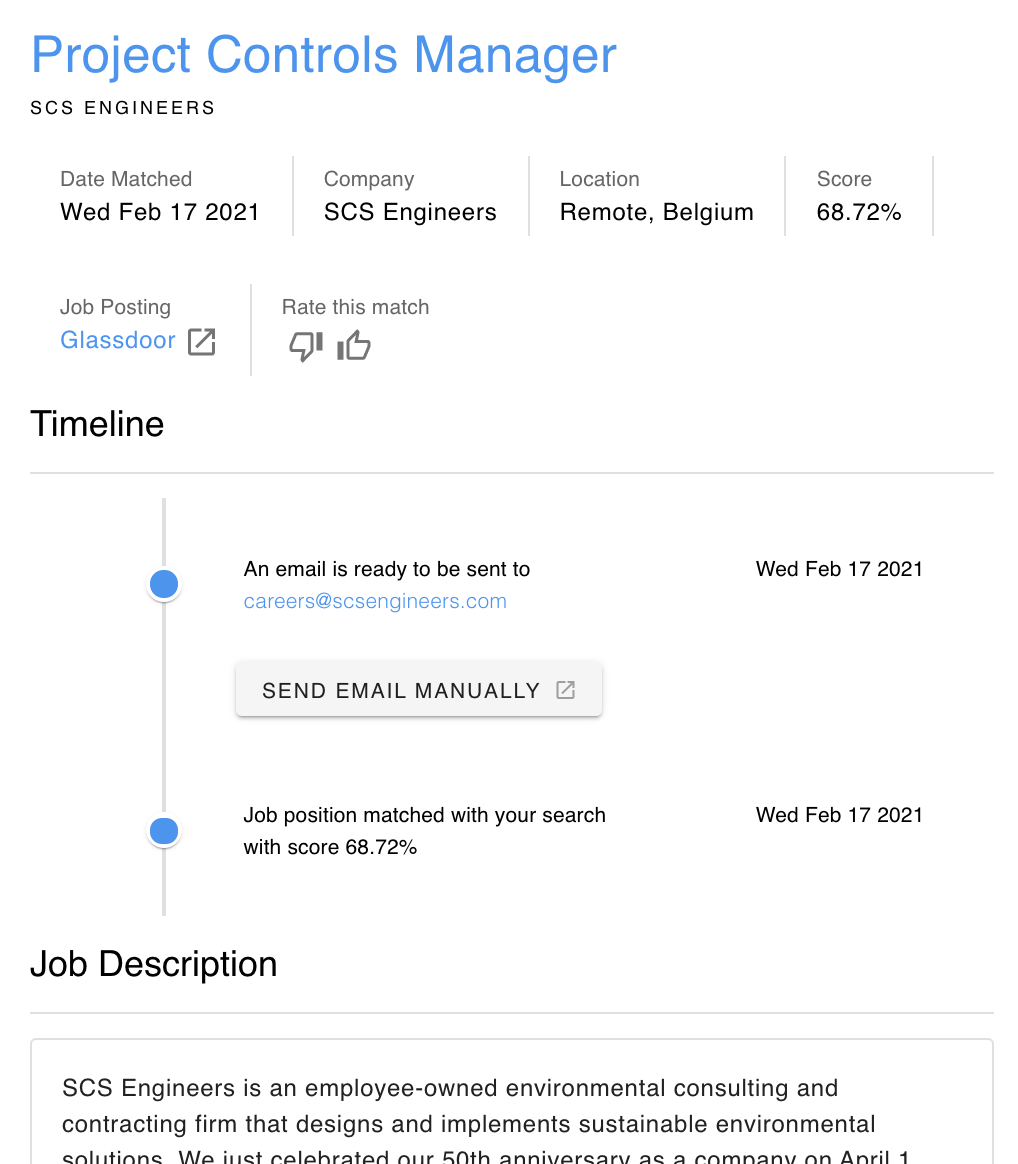 Project Controls Manager
SCS ENGINEERS
Date Matched
Wed Feb 17 2021
Company
SCS Engineers
Location
Remote, Belgium
Score
68.72%
Job Posting
Glassdoor
Rate this match
Timeline
An email is ready to be sent to
careers@scsengineers.com
Wed Feb 17 2021
SEND EMAIL MANUALLY
Job position matched with your search
with score 68.72%
Wed Feb 17 2021
Job Description
SCS Engineers is an employee-owned environmental consulting and
contracting firm that designs and implements sustainable environmental
solutions. We just celebrated our 50th anniversary as a company on April 1